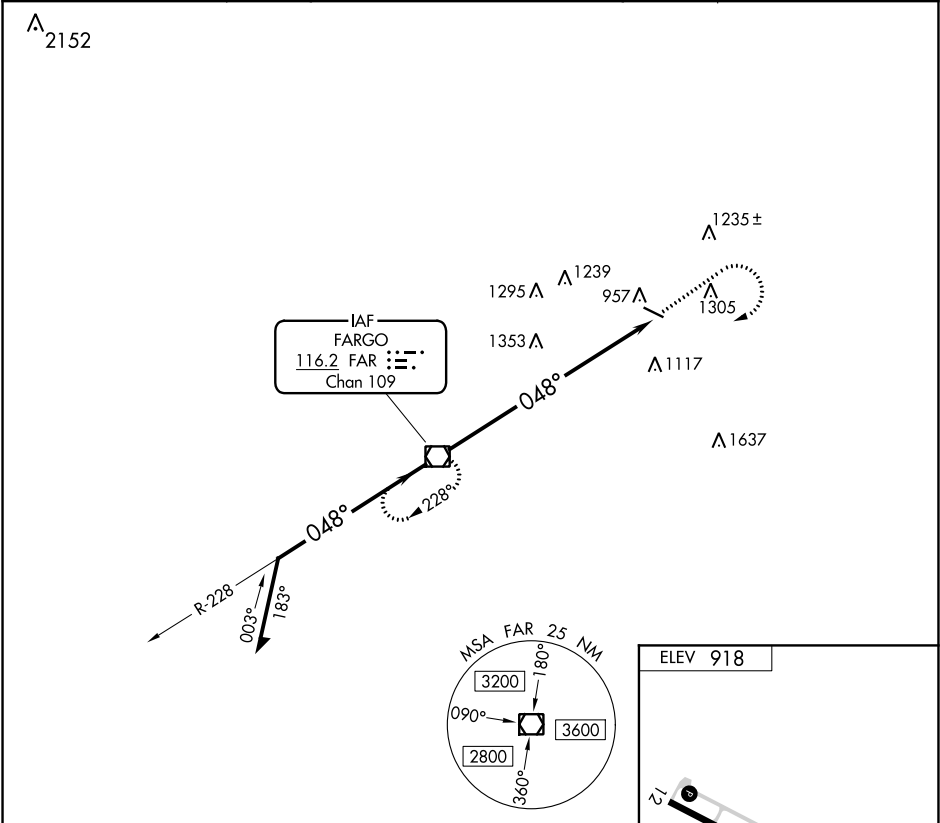 2152
1235±
1239
1295
957
1305
IAF
FARGO
116.2 FAR
Chan 109
1353
1117
048°
1637
228°
048°
R-228
003°
183°
MSA FAR 25 NM
180°
3200
090°
3600
2800
360°
ELEV 918
12
P